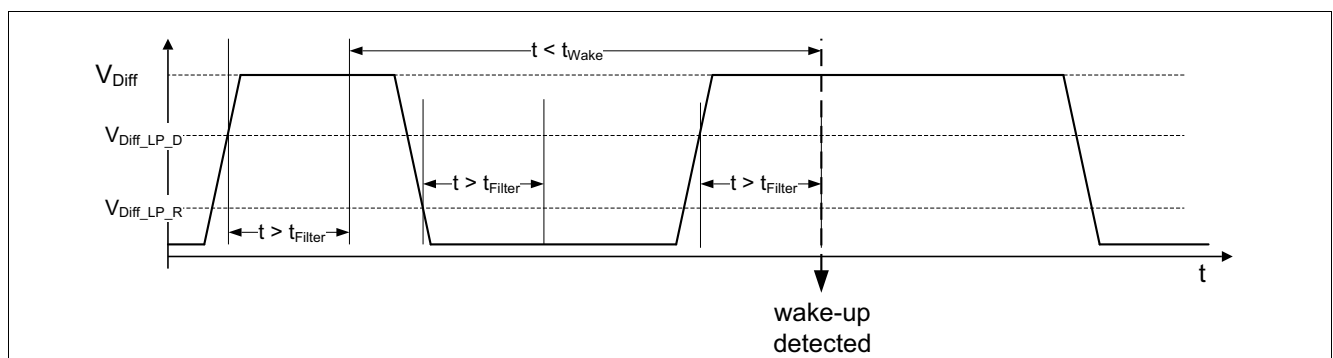 t < tWake
VDiff
VDiff_LP_D
t > tFilter
t > tFilter
VDiff_LP_R
t > tFilter
t
wake-up
detected